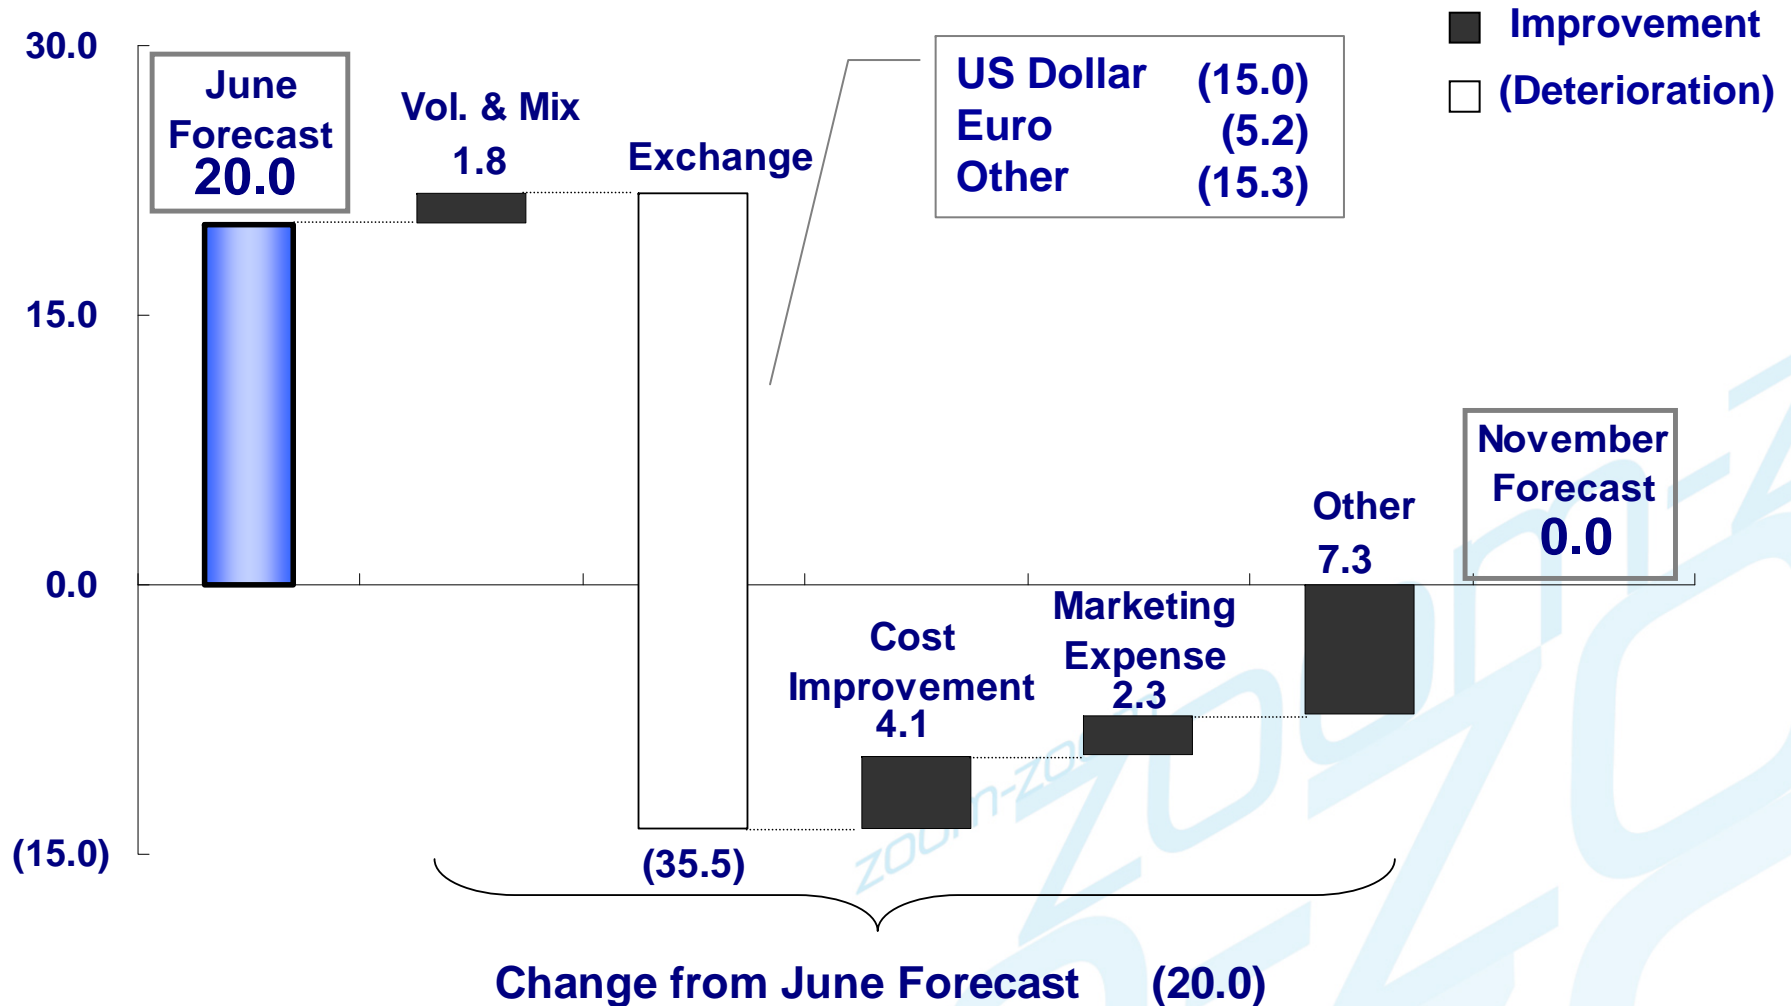 Improvement
(Deterioration)
30.0
15.0
0.0
(15.0)
June
Forecast
20.0
Vol. & Mix
1.8
Exchange
(35.5)
US Dollar (15.0)
Euro (5.2)
Other (15.3)
Cost
Improvement
4.1
Marketing
Expense
2.3
Other
7.3
November
Forecast
0.0
Change from June Forecast (20.0)
zoom-zoom